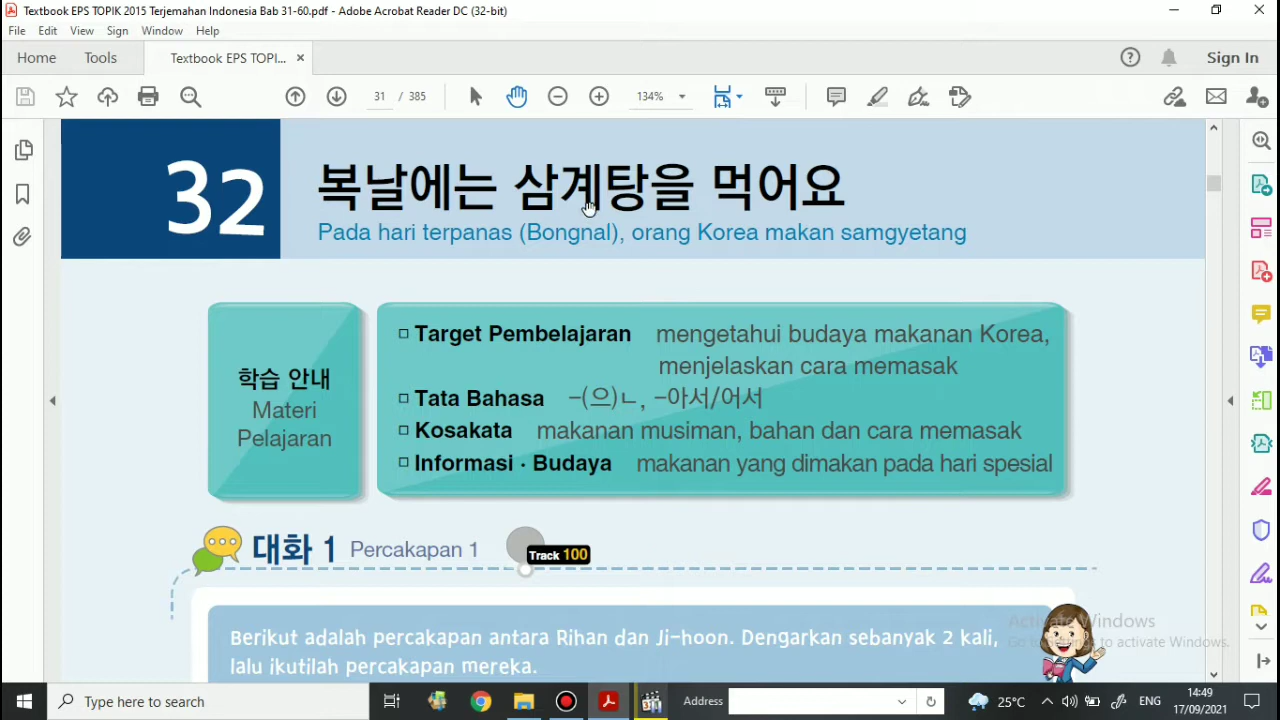 Textbook EPS TOPIK 2015 Terjemahan Indonesia Bab 31-60.pdf - Adobe Acrobat Reader DC (32-bit)
File Edit View Sign Window Help
Home Tools Textbook EPS TOPI... × Sign In
31 / 385 134%
32
복날에는 삼계탕을 먹어요
Pada hari terpanas (Bongnal), orang Korea makan samgyetang
학습 안내
Materi
Pelajaran
Target Pembelajaran mengetahui budaya makanan Korea,
menjelaskan cara memasak
Tata Bahasa -(으)ㄴ, -아서/어서
Kosakata makanan musiman, bahan dan cara memasak
Informasi · Budaya makanan yang dimakan pada hari spesial
대화 1 Percakapan 1 Track 100
Berikut adalah percakapan antara Rihan dan Ji-hoon. Dengarkan sebanyak 2 kali,
lalu ikutilah percakapan mereka.
Activate Windows
Go to Settings to activate Windows.
Type here to search Address 25°C ENG 14:49
17/09/2021